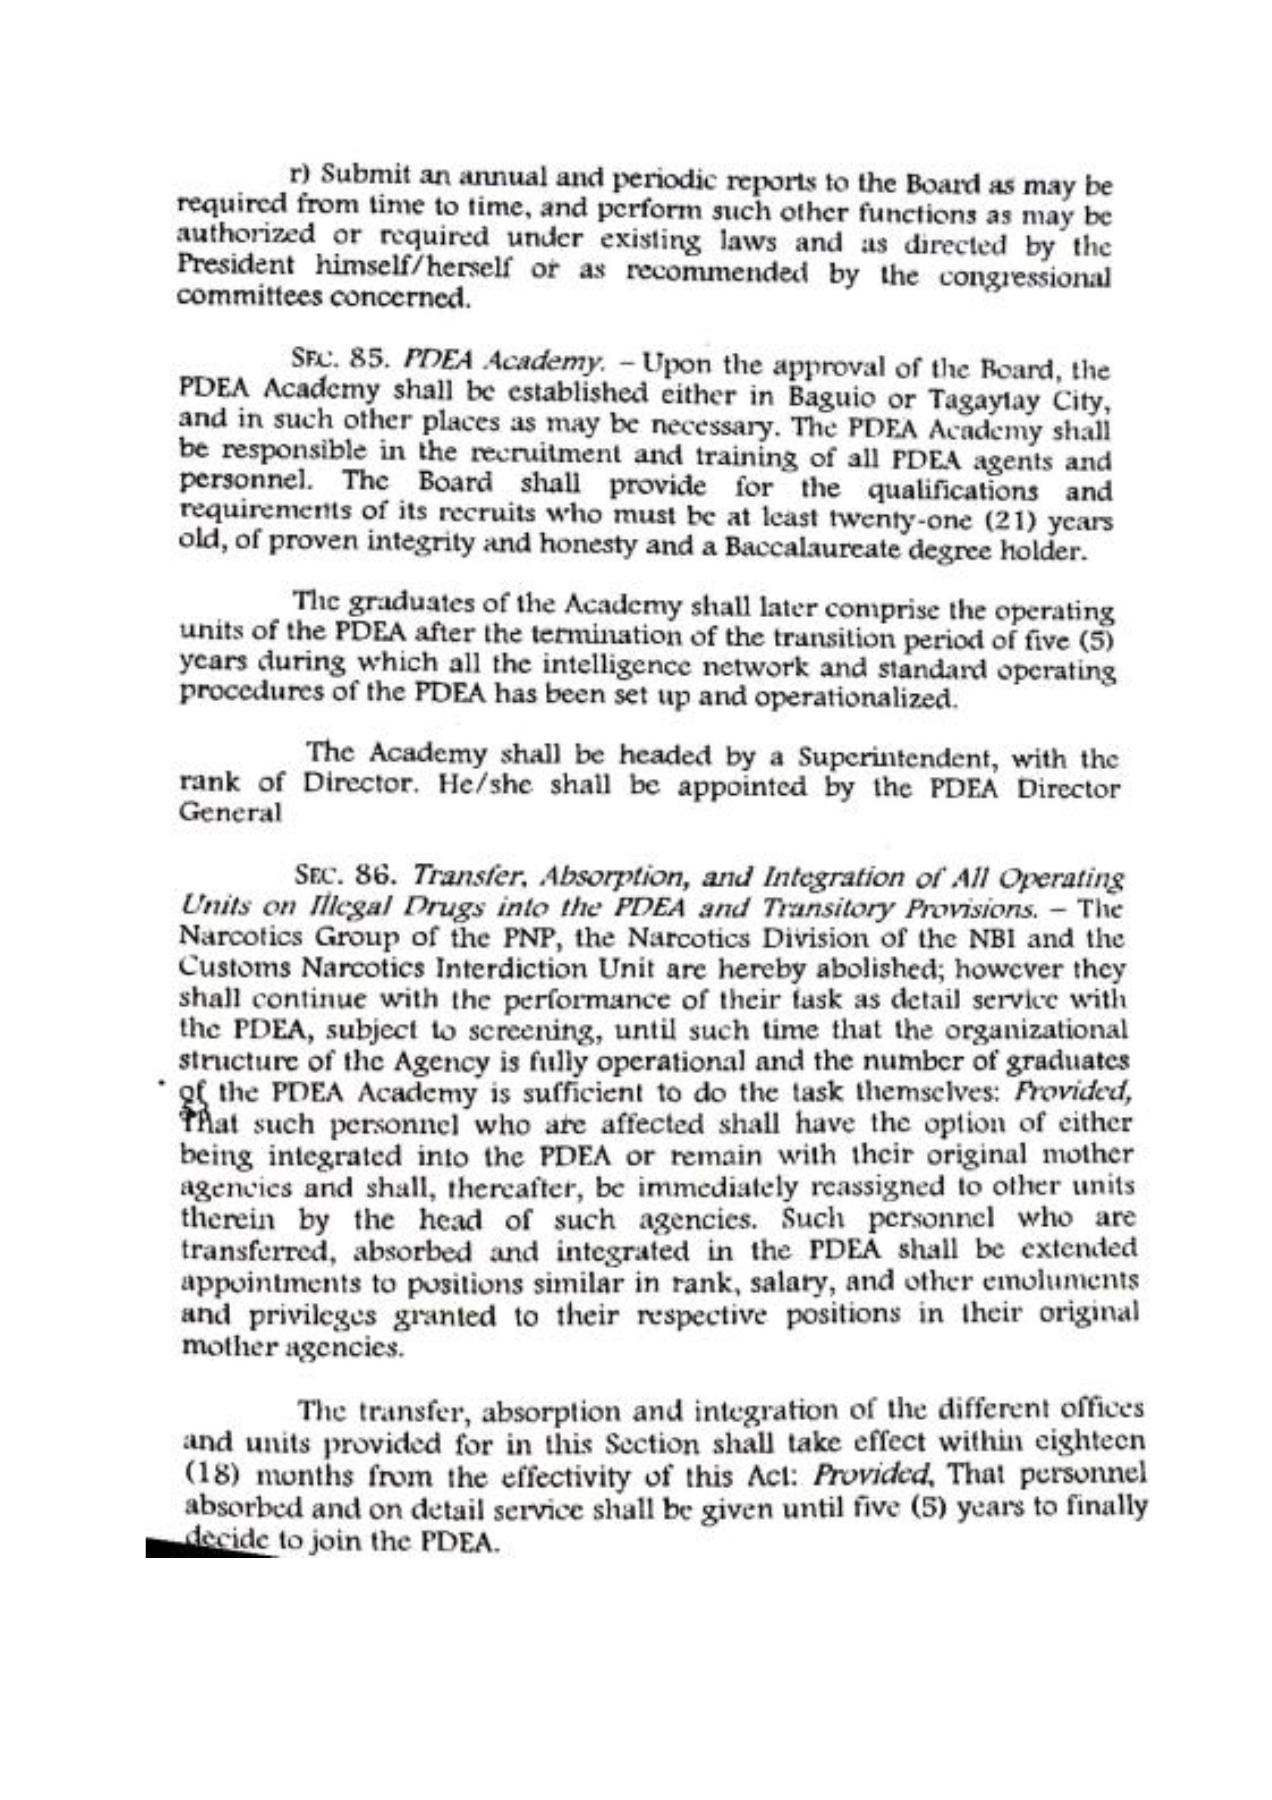 r) Submit an annual and periodic reports to the Board as may be
required from time to time, and perform such other functions as may be
authorized or required under existing laws and as directed by the
President himself/herself or as recommended by the congressional
committees concerned.
SEC. 85. PDEA Academy. – Upon the approval of the Board, the
PDEA Academy shall be established either in Baguio or Tagaytay City,
and in such other places as may be necessary. The PDEA Academy shall
be responsible in the recruitment and training of all PDEA agents and
personnel. The Board shall provide for the qualifications and
requirements of its recruits who must be at least twenty-one (21) years
old, of proven integrity and honesty and a Baccalaureate degree holder.
The graduates of the Academy shall later comprise the operating
units of the PDEA after the termination of the transition period of five (5)
years during which all the intelligence network and standard operating
procedures of the PDEA has been set up and operationalized.
The Academy shall be headed by a Superintendent, with the
rank of Director. He/she shall be appointed by the PDEA Director
General
SEC. 86. Transfer, Absorption, and Integration of All Operating
Units on Illegal Drugs into the PDEA and Transitory Provisions. – The
Narcotics Group of the PNP, the Narcotics Division of the NBI and the
Customs Narcotics Interdiction Unit are hereby abolished; however they
shall continue with the performance of their task as detail service with
the PDEA, subject to screening, until such time that the organizational
structure of the Agency is fully operational and the number of graduates
of the PDEA Academy is sufficient to do the task themselves: Provided,
That such personnel who are affected shall have the option of either
being integrated into the PDEA or remain with their original mother
agencies and shall, thereafter, be immediately reassigned to other units
therein by the head of such agencies. Such personnel who are
transferred, absorbed and integrated in the PDEA shall be extended
appointments to positions similar in rank, salary, and other emoluments
and privileges granted to their respective positions in their original
mother agencies.
The transfer, absorption and integration of the different offices
and units provided for in this Section shall take effect within eighteen
(18) months from the effectivity of this Act: Provided, That personnel
absorbed and on detail service shall be given until five (5) years to finally
decide to join the PDEA.